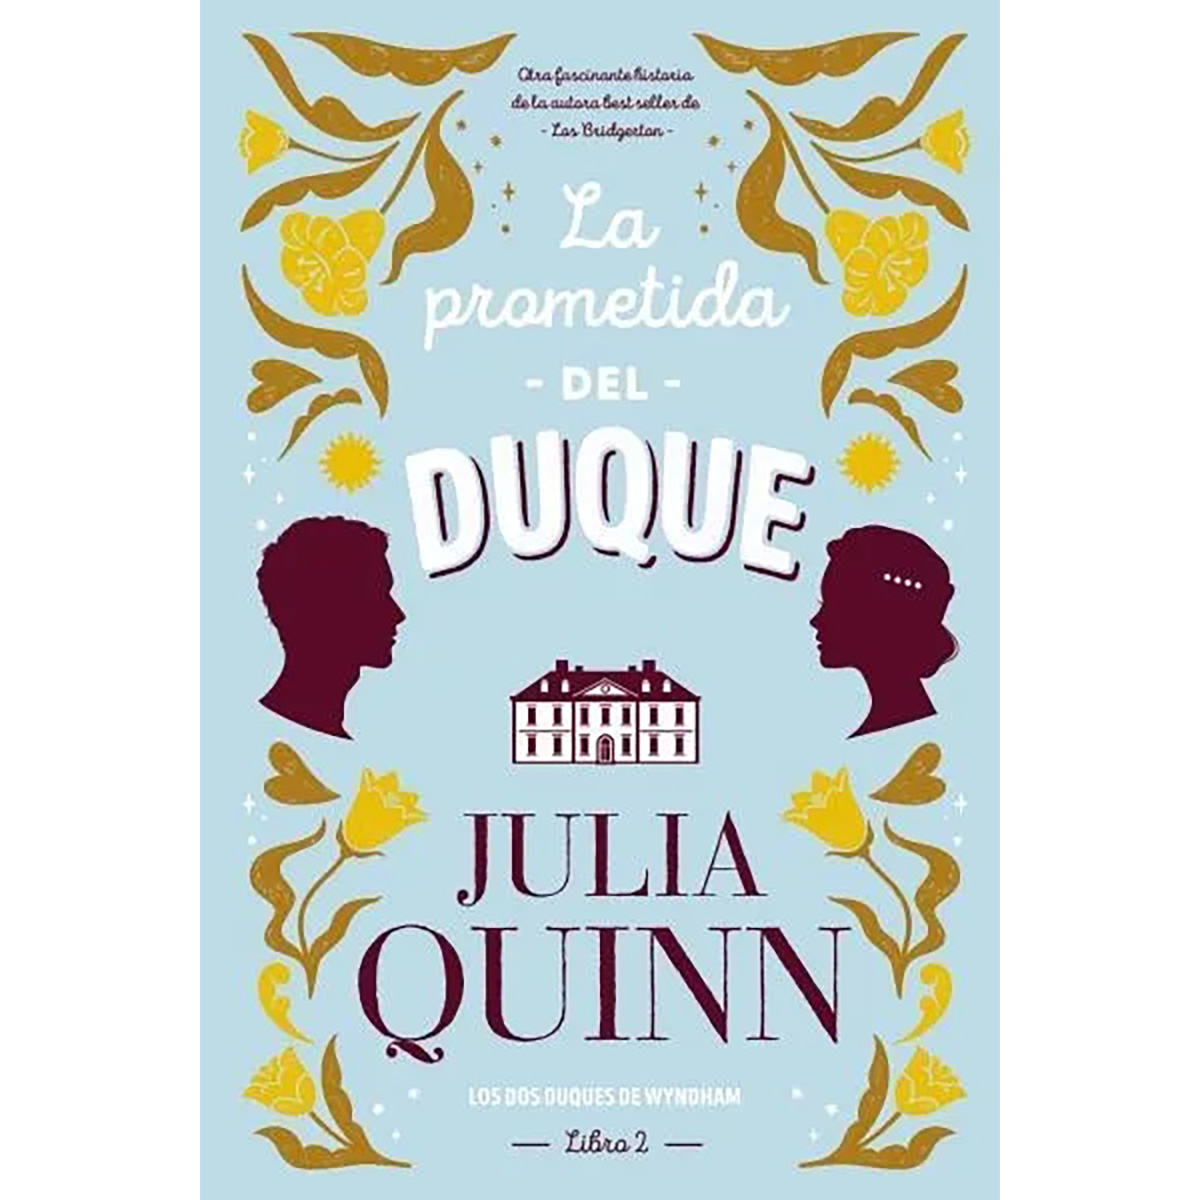 Otra fascinante historia
de la autora best seller de
- Los Bridgerton -
La
prometida
- DEL -
DUQUE
JULIA
QUINN
LOS DOS DUQUES DE WYNDHAM
— Libro 2 —